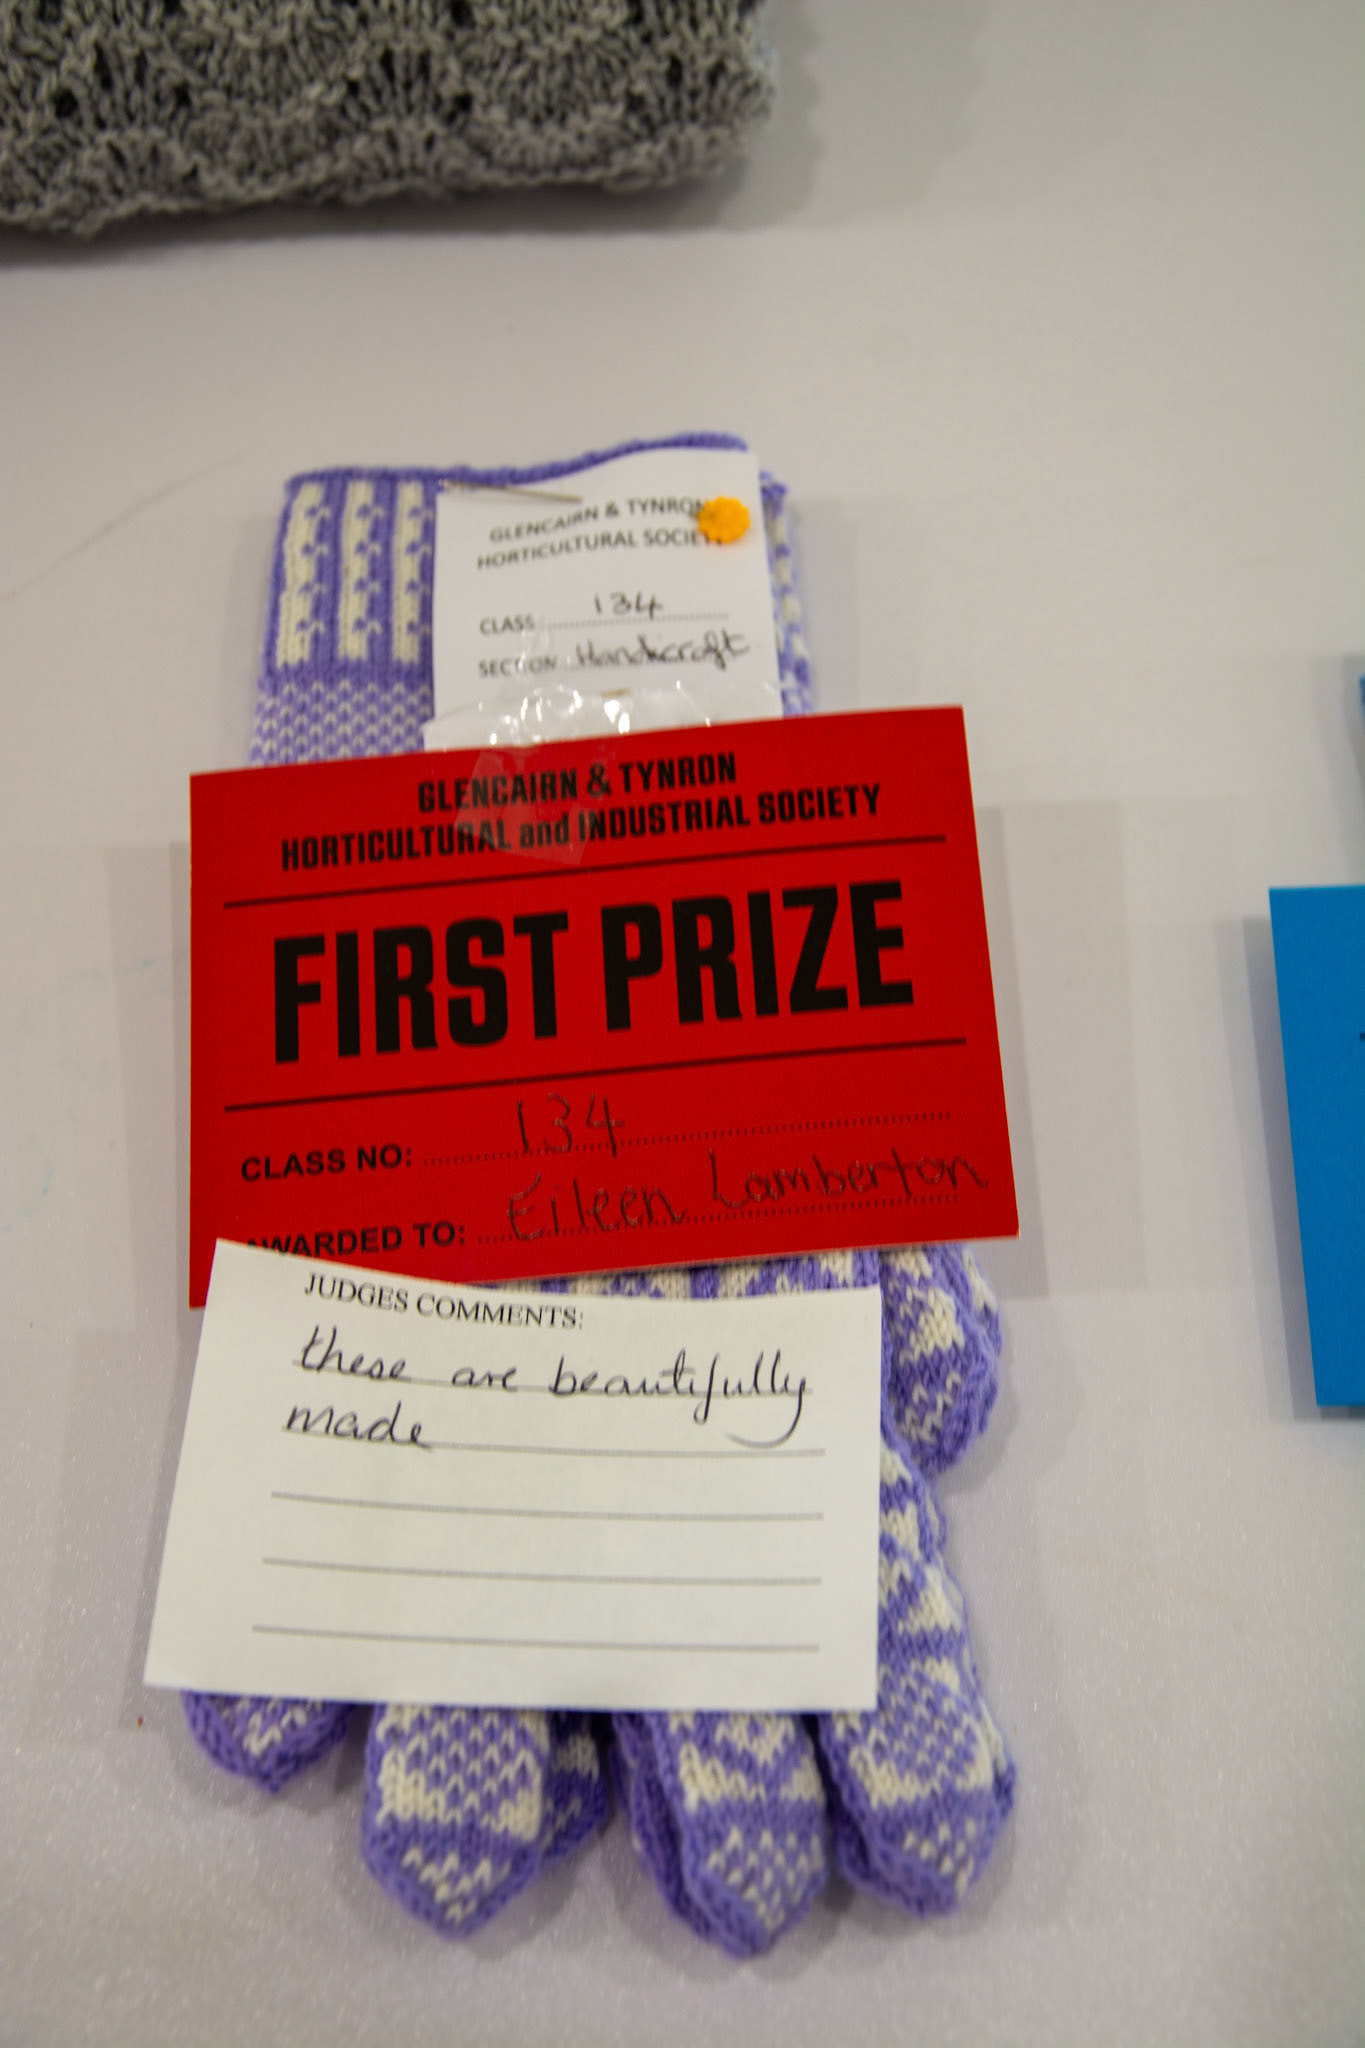 GLENCAIRN & TYNRON
HORTICULTURAL SOCIETY
CLASS 134
SECTION Handicraft
GLENCAIRN & TYNRON
HORTICULTURAL and INDUSTRIAL SOCIETY
FIRST PRIZE
CLASS NO: 134
AWARDED TO: Eileen Lamberton
JUDGES COMMENTS:
these are beautifully
made